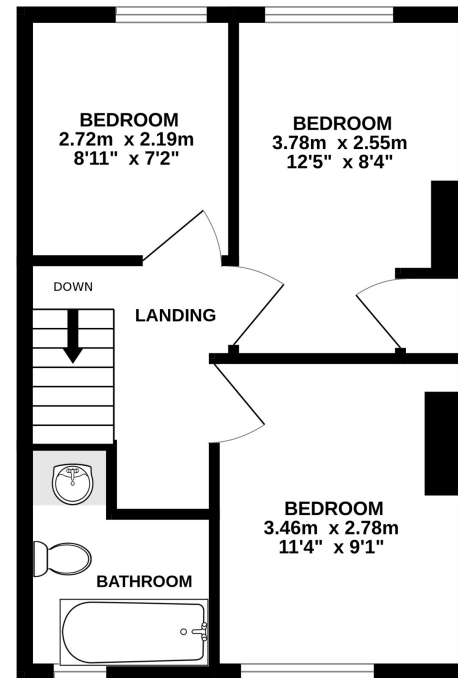 BEDROOM
2.72m x 2.19m
8'11" x 7'2"
BEDROOM
3.78m x 2.55m
12'5" x 8'4"
DOWN
LANDING
BEDROOM
3.46m x 2.78m
11'4" x 9'1"
BATHROOM